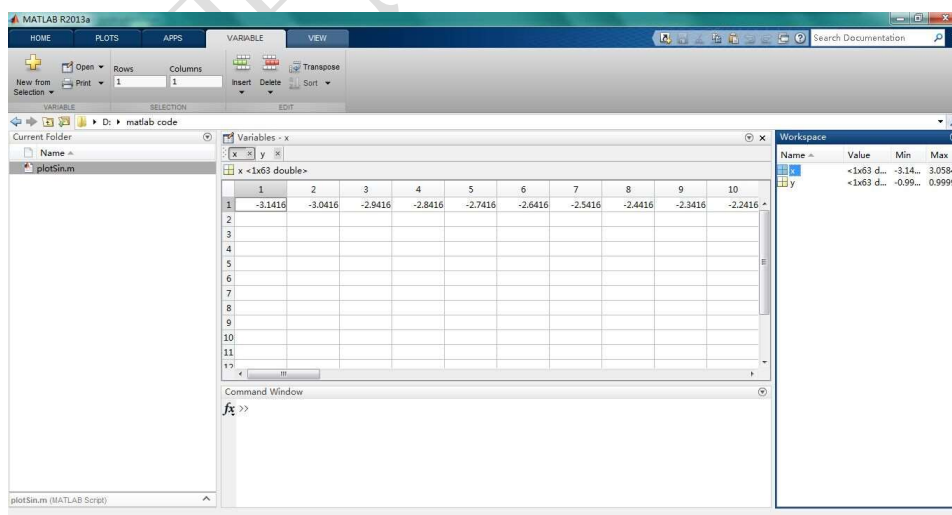 MATLAB R2013a
HOME PLOTS APPS VARIABLE VIEW Search Documentation
New from Selection Open Print Rows Columns Insert Delete Transpose Sort
1 1
VARIABLE SELECTION EDIT
D: matlab code
Current Folder
Name
plotSin.m
plotSin.m (MATLAB Script)
Variables - x
x y
x <1x63 double>
1 2 3 4 5 6 7 8 9 10
1 -3.1416 -3.0416 -2.9416 -2.8416 -2.7416 -2.6416 -2.5416 -2.4416 -2.3416 -2.2416
2
3
4
5
6
7
8
9
10
11
12
Command Window
fx >>
Workspace
Name Value Min Max
x <1x63 d... -3.14... 3.0584
y <1x63 d... -0.99... 0.9999